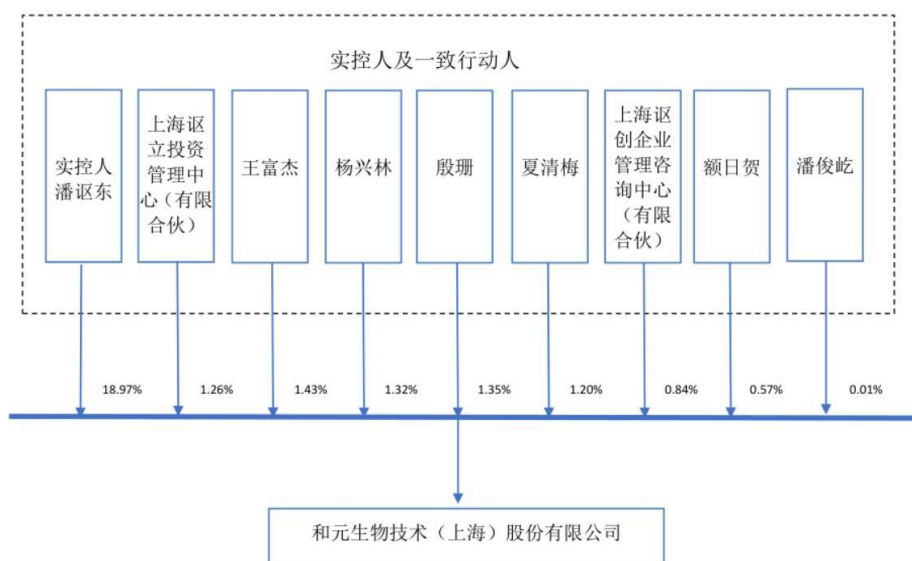 实控人及一致行动人
实控人
潘讴东
上海讴
立投资
管理中
心（有限
合伙）
王富杰
杨兴林
殷珊
夏清梅
上海讴
创企业
管理咨
询中心
（有限
合伙）
额日贺
潘俊屹
18.97%
1.26%
1.43%
1.32%
1.35%
1.20%
0.84%
0.57%
0.01%
和元生物技术（上海）股份有限公司